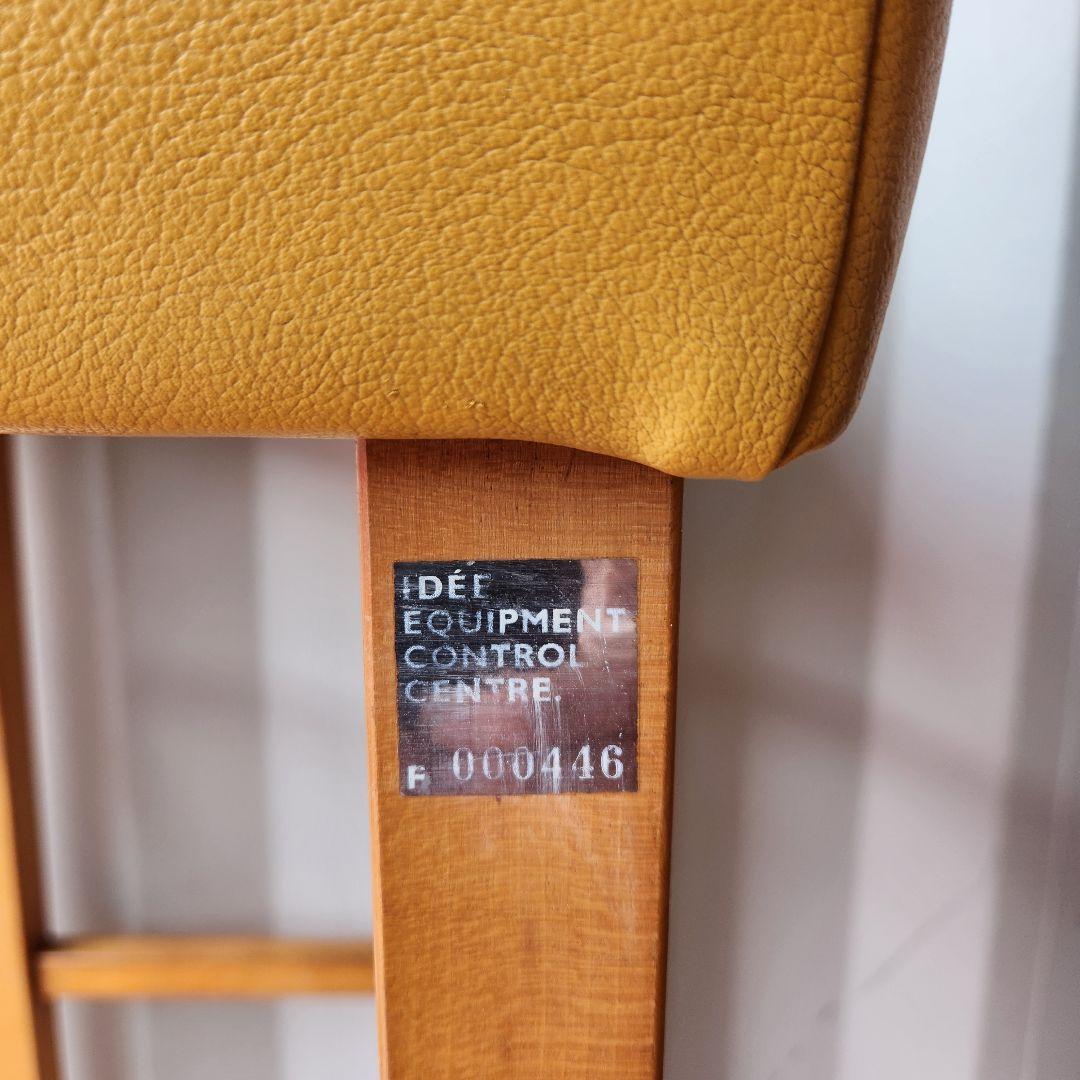 IDÉE
EQUIPMENT
CONTROL
CENTRE.
F 000446